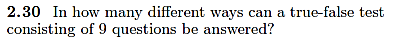 2.30 In how many different ways can a true-false test
consisting of 9 questions be answered?